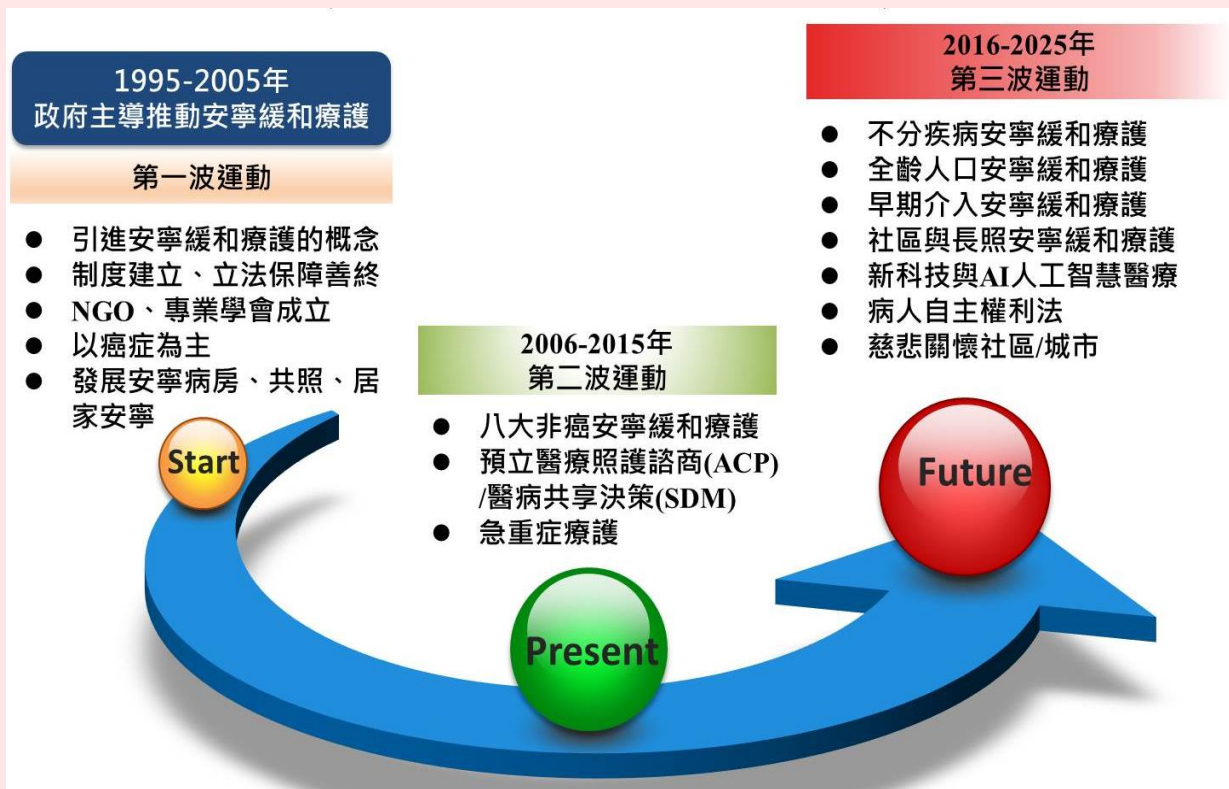 1995-2005年
政府主導推動安寧緩和療護
第一波運動
● 引進安寧緩和療護的概念
● 制度建立、立法保障善終
● NGO、專業學會成立
● 以癌症為主
● 發展安寧病房、共照、居
家安寧
Start
2006-2015年
第二波運動
● 八大非癌安寧緩和療護
● 預立醫療照護諮商(ACP)
/醫病共享決策(SDM)
● 急重症療護
Present
2016-2025年
第三波運動
● 不分疾病安寧緩和療護
● 全齡人口安寧緩和療護
● 早期介入安寧緩和療護
● 社區與長照安寧緩和療護
● 新科技與AI人工智慧醫療
● 病人自主權利法
● 慈悲關懷社區/城市
Future